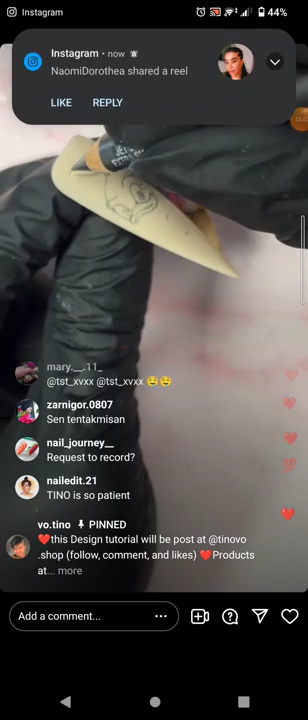 Instagram
44%
Instagram • now
NaomiDorothea shared a reel
LIKE REPLY
mary.__.11_
@tst_xvxx @tst_xvxx 🤤🤤
zarnigor.0807
Sen tentakmisan
nail_journey__
Request to record?
nailedit.21
TINO is so patient
vo.tino PINNED
❤️this Design tutorial will be post at @tinovo
.shop (follow, comment, and likes) ❤️Products
at... more
Add a comment...